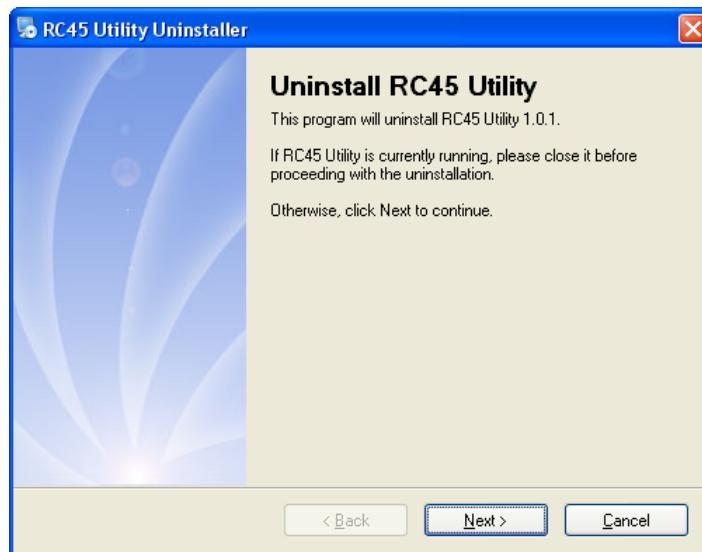 RC45 Utility Uninstaller
Uninstall RC45 Utility
This program will uninstall RC45 Utility 1.0.1.
If RC45 Utility is currently running, please close it before
proceeding with the uninstallation.
Otherwise, click Next to continue.
< Back
Next >
Cancel